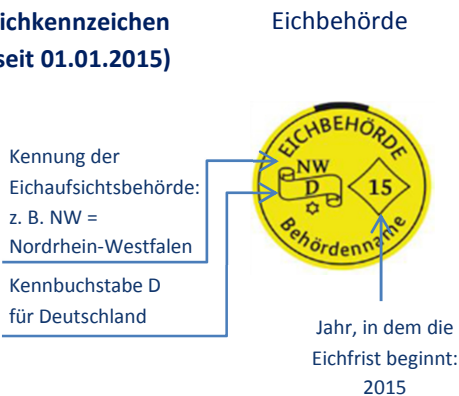 ichkennzeichen
seit 01.01.2015)
Eichbehörde
EICHBEHÖRDE
NW
D
15
Behördenname
Kennung der
Eichaufsichtsbehörde:
z. B. NW =
Nordrhein-Westfalen
Kennbuchstabe D
für Deutschland
Jahr, in dem die
Eichfrist beginnt:
2015